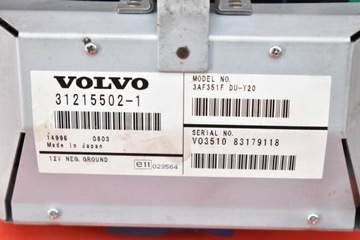 VOLVO
31215502-1
14996 0803
Made in Japan
12V NEG. GROUND
e11 023564
MODEL NO.
3AF351F DU-Y20
SERIAL NO.
VO3510 83179118